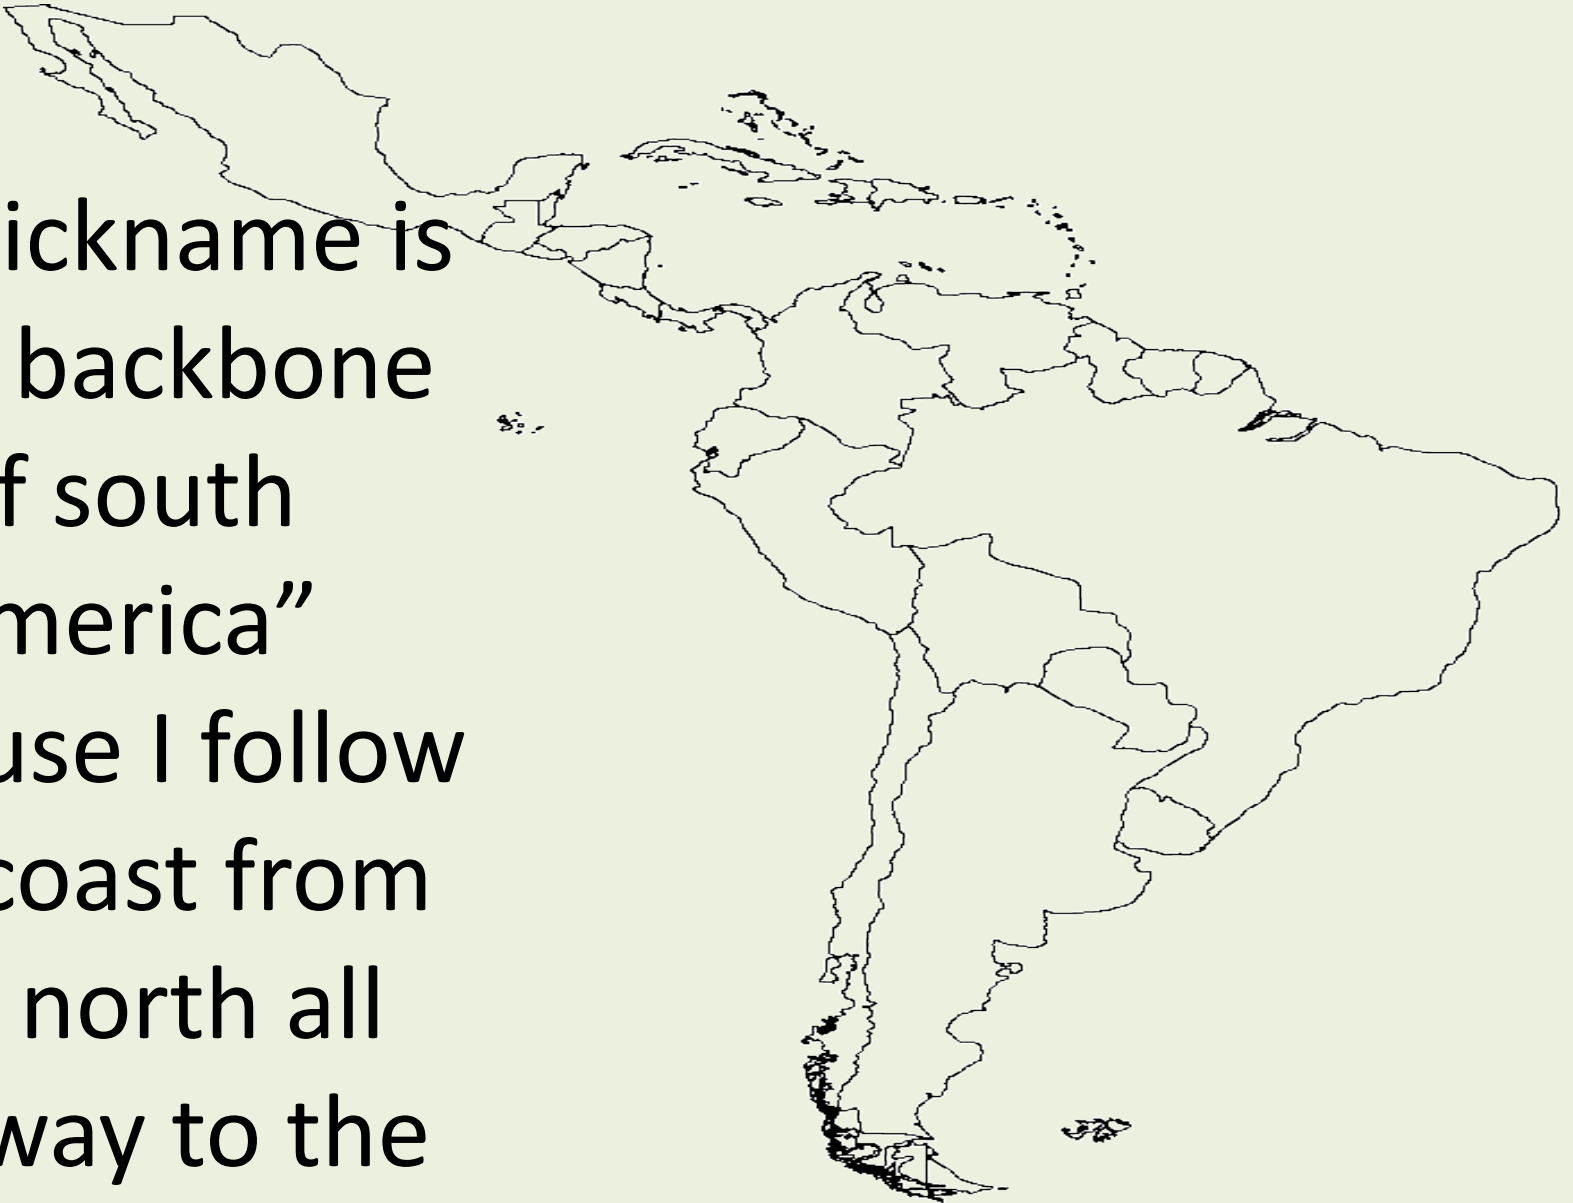 ickname is
backbone
f south
merica”
use I follow
coast from
north all
way to the